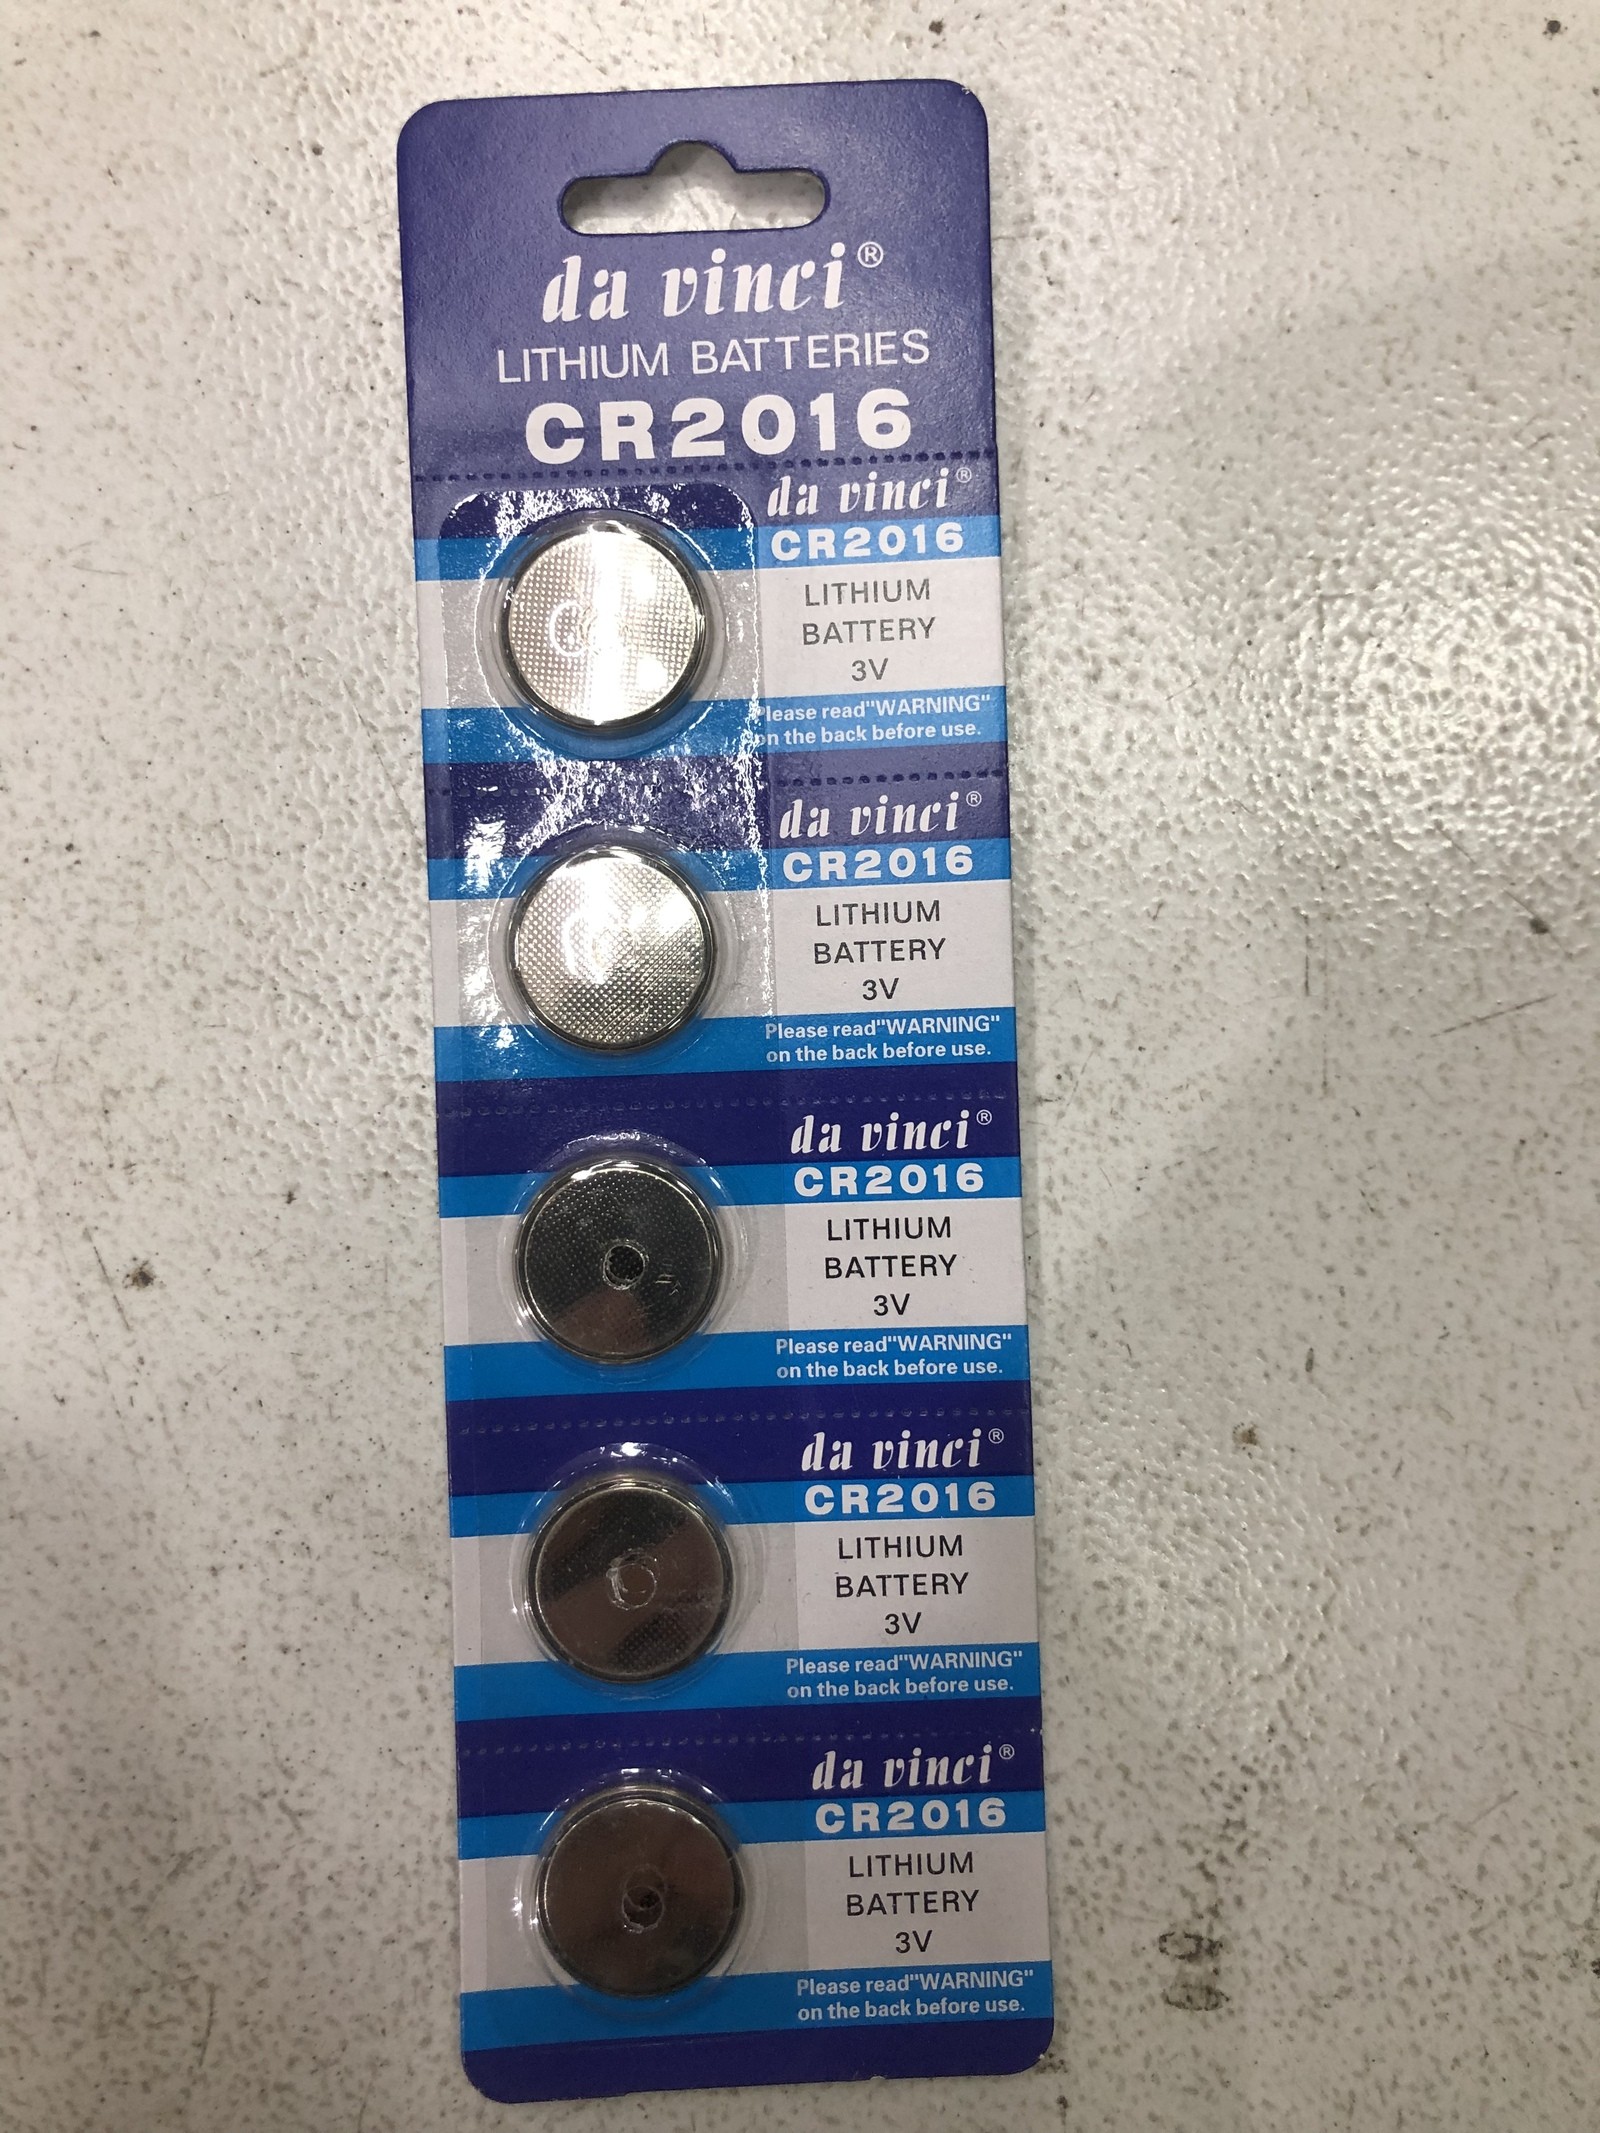 da vinci®
LITHIUM BATTERIES
CR2016
da vinci®
CR2016
LITHIUM
BATTERY
3V
Please read"WARNING"
on the back before use.
da vinci®
CR2016
LITHIUM
BATTERY
3V
Please read"WARNING"
on the back before use.
da vinci®
CR2016
LITHIUM
BATTERY
3V
Please read"WARNING"
on the back before use.
da vinci®
CR2016
LITHIUM
BATTERY
3V
Please read"WARNING"
on the back before use.
da vinci®
CR2016
LITHIUM
BATTERY
3V
Please read"WARNING"
on the back before use.